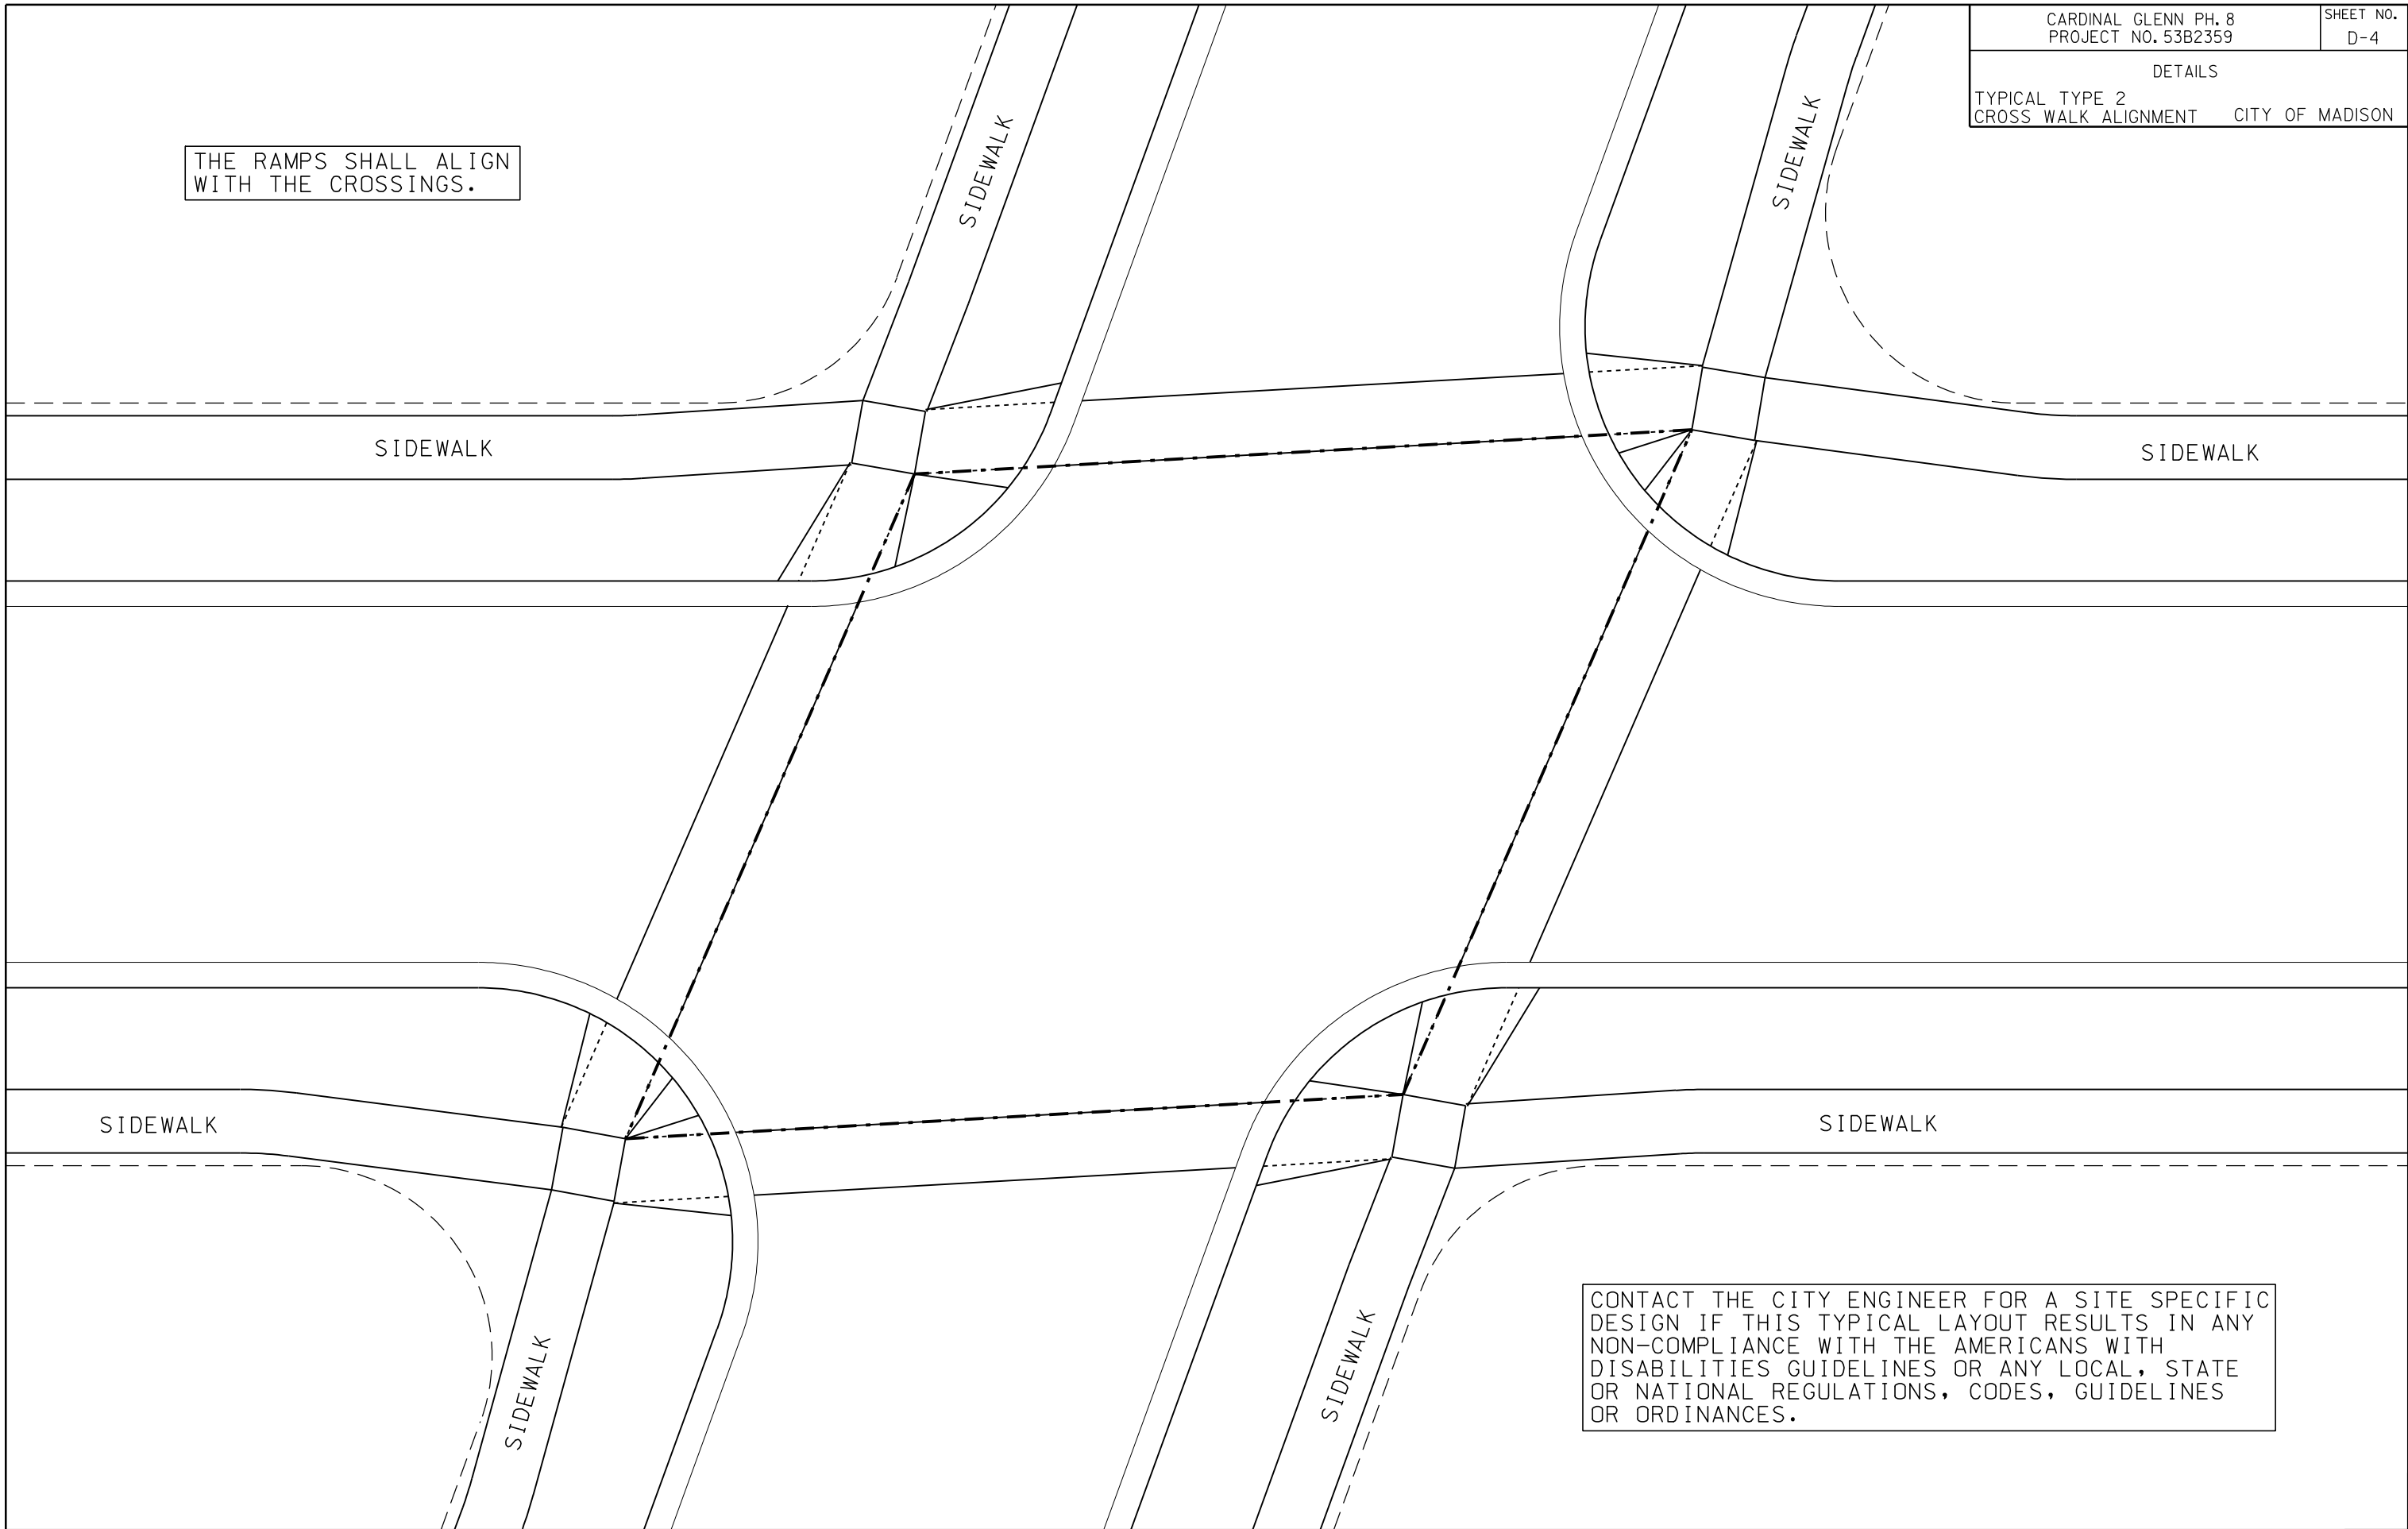 CARDINAL GLENN PH. 8
PROJECT NO. 53B2359
SHEET NO.
D-4
DETAILS
TYPICAL TYPE 2
CROSS WALK ALIGNMENT
CITY OF MADISON
THE RAMPS SHALL ALIGN
WITH THE CROSSINGS.
SIDEWALK
SIDEWALK
SIDEWALK
SIDEWALK
SIDEWALK
SIDEWALK
SIDEWALK
SIDEWALK
CONTACT THE CITY ENGINEER FOR A SITE SPECIFIC
DESIGN IF THIS TYPICAL LAYOUT RESULTS IN ANY
NON-COMPLIANCE WITH THE AMERICANS WITH
DISABILITIES GUIDELINES OR ANY LOCAL, STATE
OR NATIONAL REGULATIONS, CODES, GUIDELINES
OR ORDINANCES.